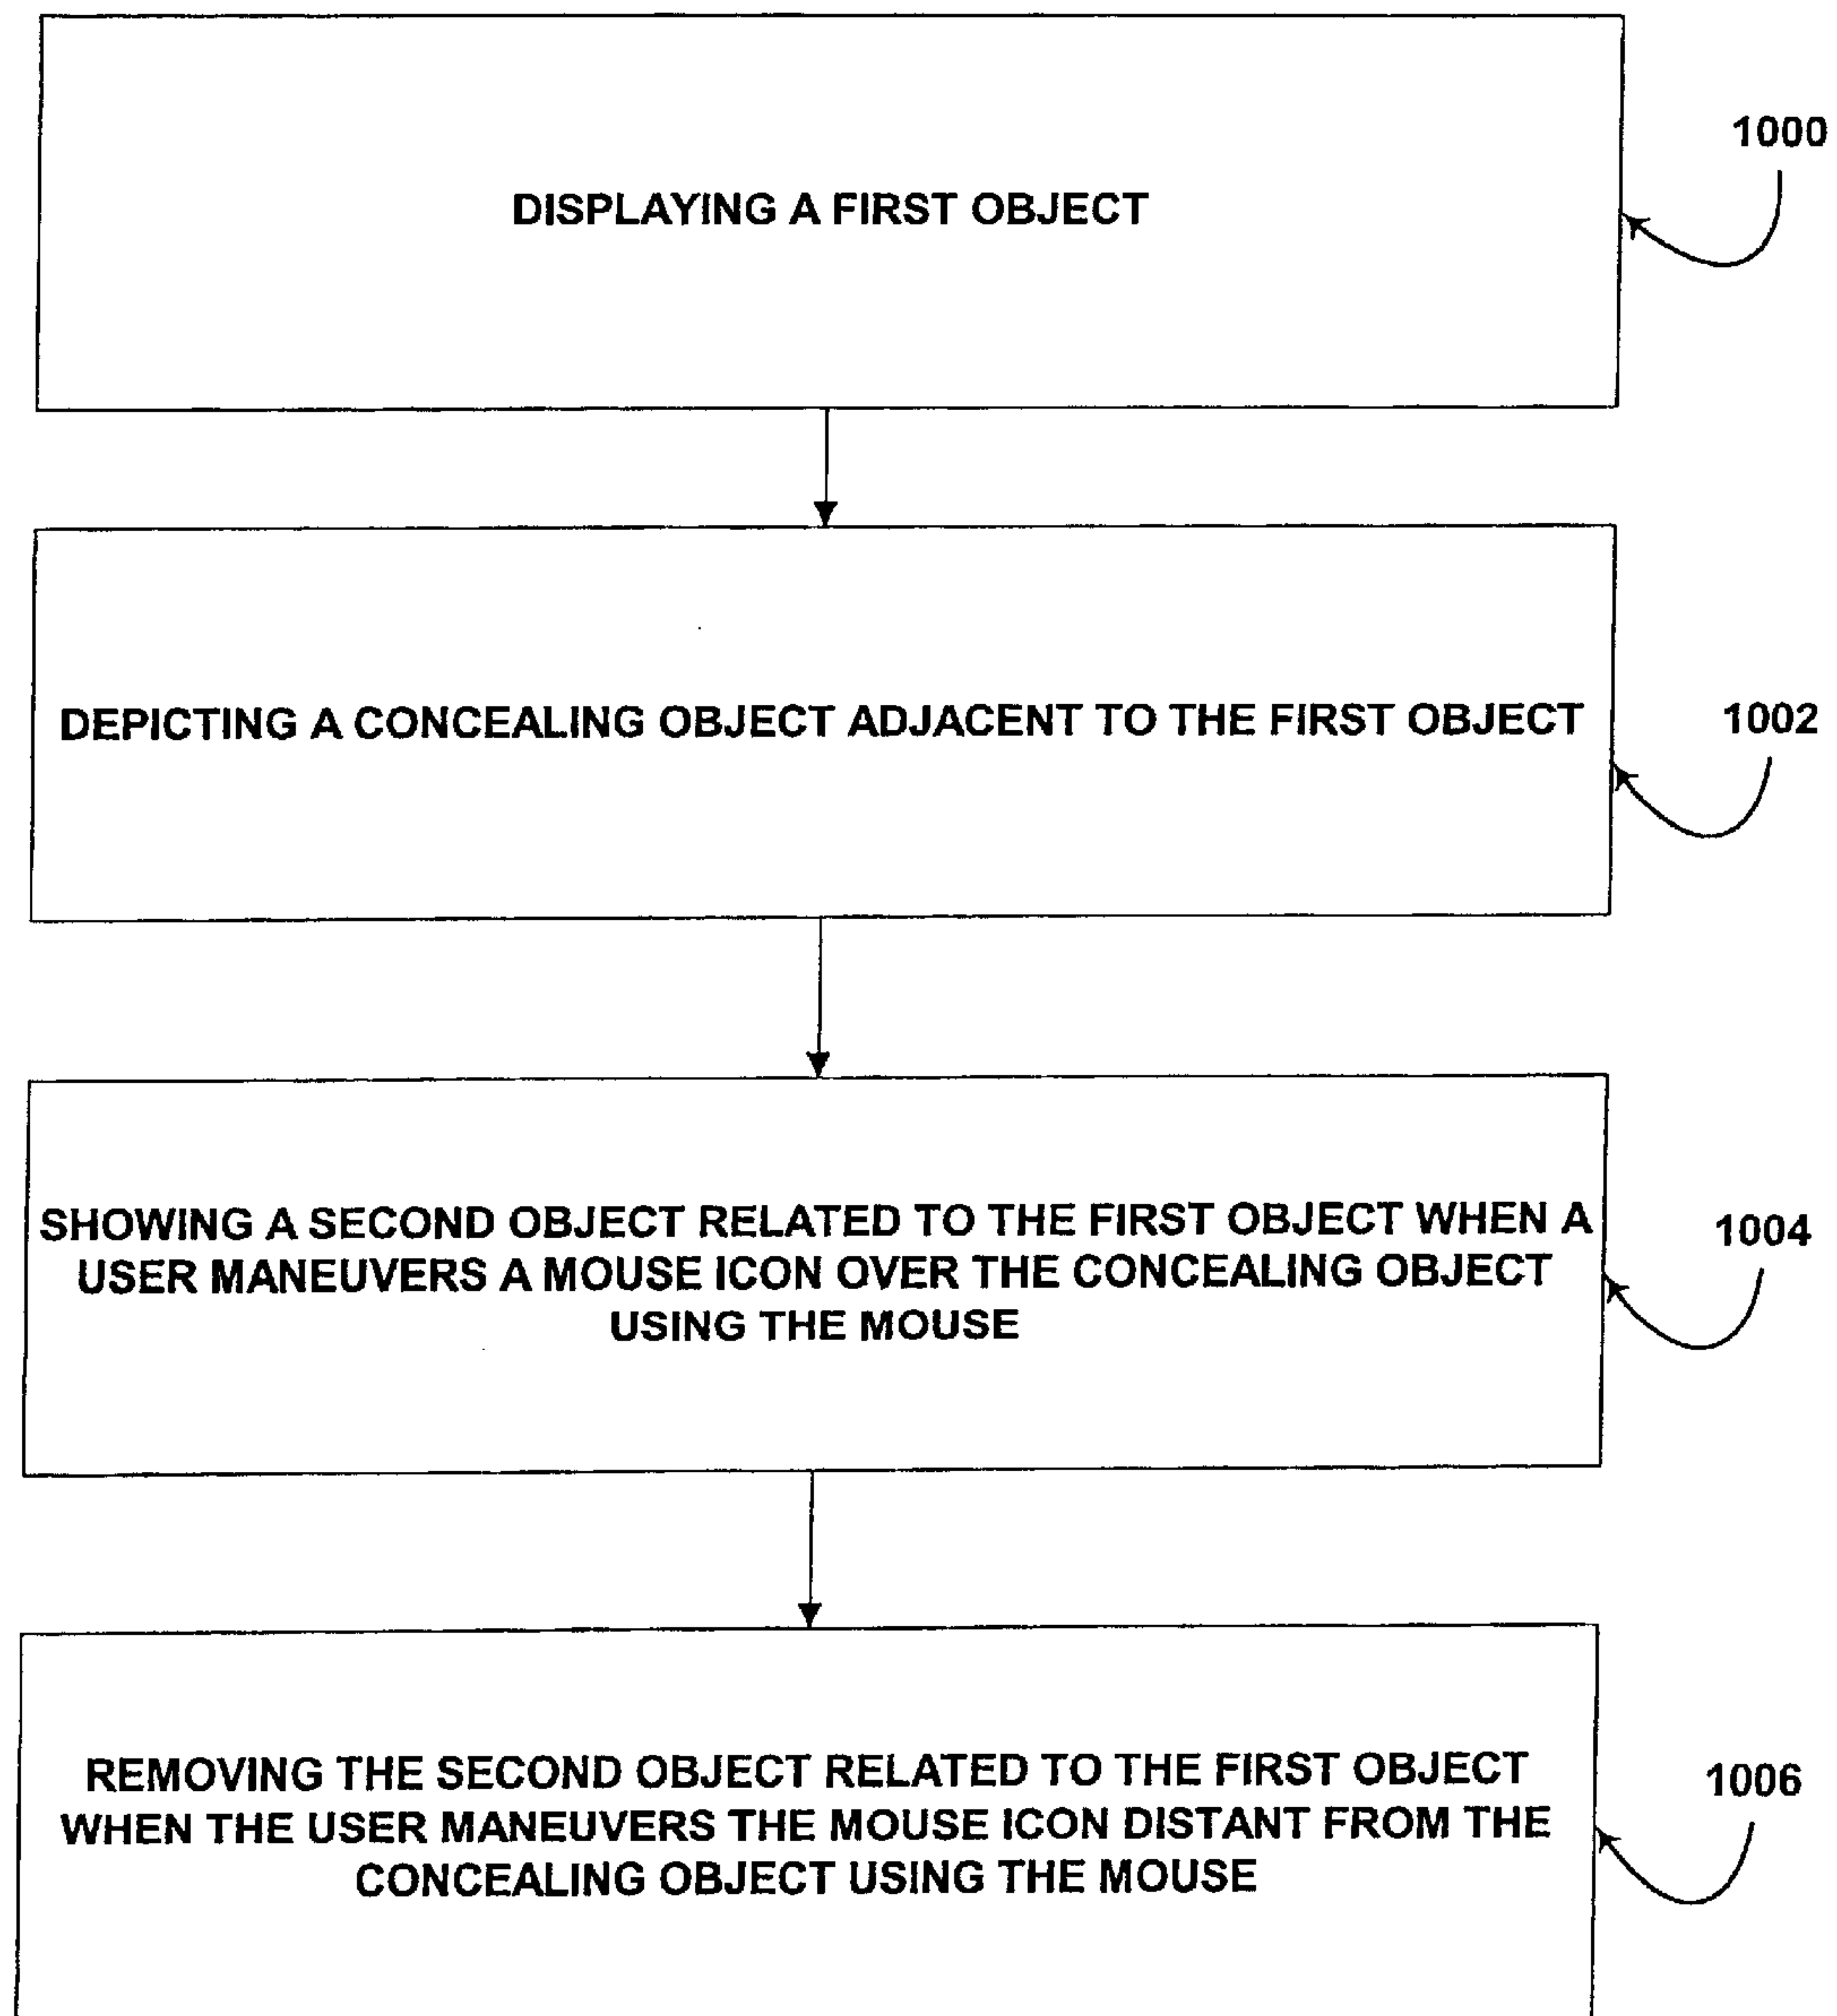 DISPLAYING A FIRST OBJECT
1000
DEPICTING A CONCEALING OBJECT ADJACENT TO THE FIRST OBJECT
1002
SHOWING A SECOND OBJECT RELATED TO THE FIRST OBJECT WHEN A
USER MANEUVERS A MOUSE ICON OVER THE CONCEALING OBJECT
USING THE MOUSE
1004
REMOVING THE SECOND OBJECT RELATED TO THE FIRST OBJECT
WHEN THE USER MANEUVERS THE MOUSE ICON DISTANT FROM THE
CONCEALING OBJECT USING THE MOUSE
1006